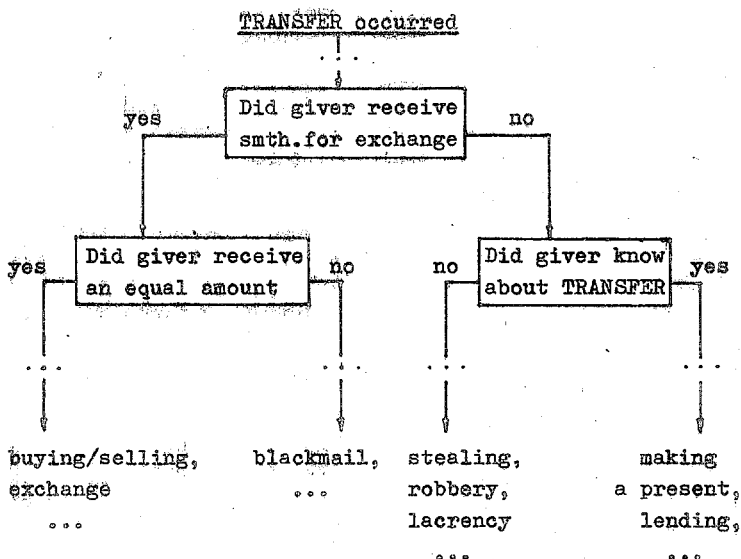 TRANSFER occurred
...
Did giver receive
smth.for exchange
yes
no
Did giver receive
an equal amount
yes
no
Did giver know
about TRANSFER
no
yes
...
...
...
...
buying/selling,
exchange
...
blackmail,
...
stealing,
robbery,
lacrency
...
making
a present,
lending,
...